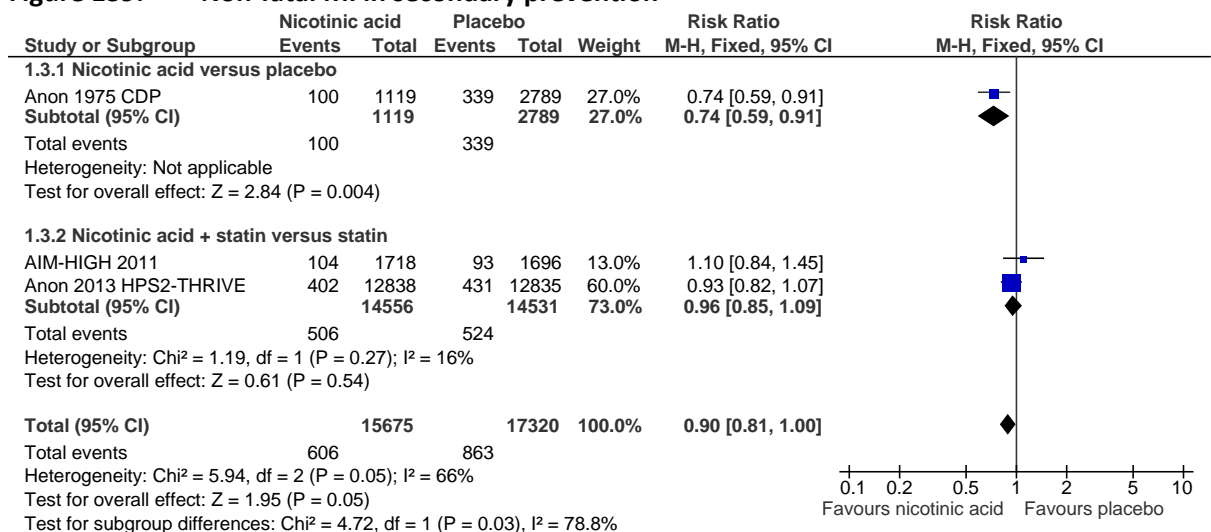 Figure Non-fatal MI in secondary prevention
Nicotinic acid Placebo Risk Ratio Risk Ratio
Study or Subgroup Events Total Events Total Weight M-H, Fixed, 95% CI M-H, Fixed, 95% CI
1.3.1 Nicotinic acid versus placebo
Anon 1975 CDP 100 1119 339 2789 27.0% 0.74 [0.59, 0.91]
Subtotal (95% CI) 1119 2789 27.0% 0.74 [0.59, 0.91]
Total events 100 339
Heterogeneity: Not applicable
Test for overall effect: Z = 2.84 (P = 0.004)
1.3.2 Nicotinic acid + statin versus statin
AIM-HIGH 2011 104 1718 93 1696 13.0% 1.10 [0.84, 1.45]
Anon 2013 HPS2-THRIVE 402 12838 431 12835 60.0% 0.93 [0.82, 1.07]
Subtotal (95% CI) 14556 14531 73.0% 0.96 [0.85, 1.09]
Total events 506 524
Heterogeneity: Chi² = 1.19, df = 1 (P = 0.27); I² = 16%
Test for overall effect: Z = 0.61 (P = 0.54)
Total (95% CI) 15675 17320 100.0% 0.90 [0.81, 1.00]
Total events 606 863
Heterogeneity: Chi² = 5.94, df = 2 (P = 0.05); I² = 66%
Test for overall effect: Z = 1.95 (P = 0.05)
Test for subgroup differences: Chi² = 4.72, df = 1 (P = 0.03), I² = 78.8%
0.1 0.2 0.5 1 2 5 10
Favours nicotinic acid Favours placebo